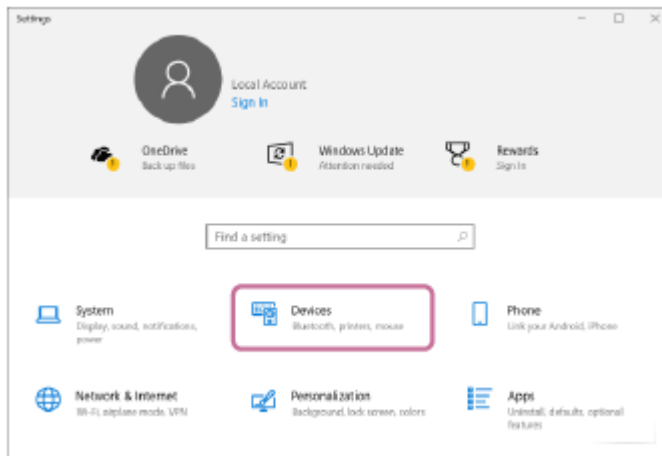 Settings
Local Account
Sign In
OneDrive
Back up files
Windows Update
Attention needed
Rewards
Sign In
Find a setting
System
Display, sound, notifications,
power
Devices
Bluetooth, printers, mouse
Phone
Link your Android, iPhone
Network & Internet
Wi-Fi, airplane mode, VPN
Personalization
Background, lock screen, colors
Apps
Uninstall, defaults, optional
features